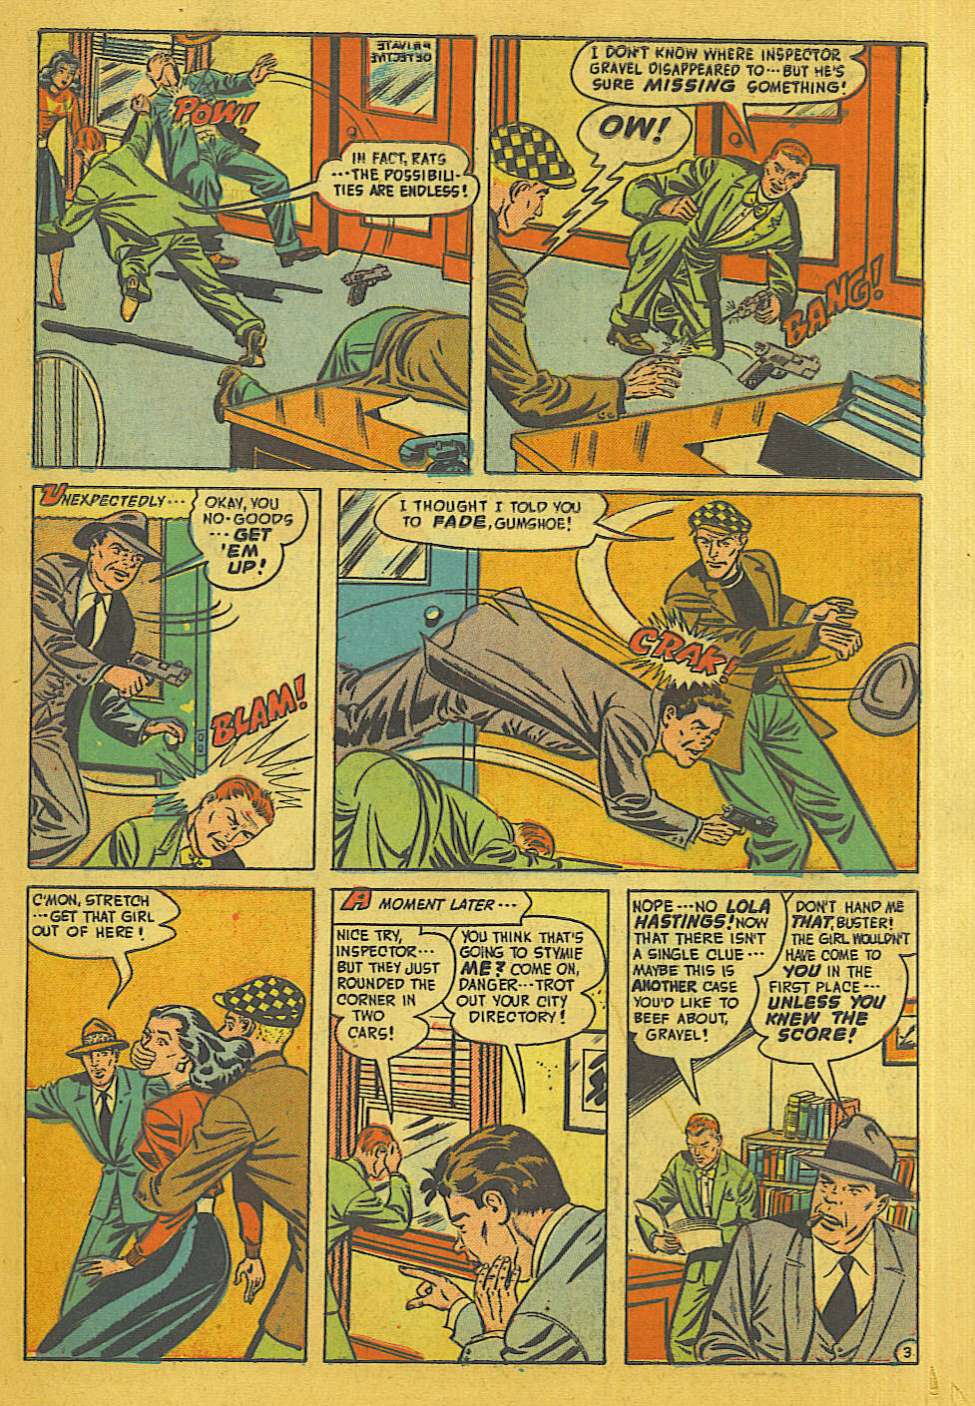 PRIVATE
DETECTIVE
POW!
IN FACT, RATS
---THE POSSIBILI-
TIES ARE ENDLESS!
I DON'T KNOW WHERE INSPECTOR
GRAVEL DISAPPEARED TO---BUT HE'S
SURE MISSING SOMETHING!
OW!
BANG!
UNEXPECTEDLY---
OKAY, YOU
NO-GOODS
---GET
'EM
UP!
BLAM!
I THOUGHT I TOLD YOU
TO FADE, GUMSHOE!
CRAK!
C'MON, STRETCH
---GET THAT GIRL
OUT OF HERE!
A MOMENT LATER---
NICE TRY,
INSPECTOR---
BUT THEY JUST
ROUNDED THE
CORNER IN
TWO
CARS!
YOU THINK THAT'S
GOING TO STYMIE
ME? COME ON,
DANGER---TROT
OUT YOUR CITY
DIRECTORY!
NOPE---NO LOLA
HASTINGS! NOW
THAT THERE ISN'T
A SINGLE CLUE---
MAYBE THIS IS
ANOTHER CASE
YOU'D LIKE TO
BEEF ABOUT,
GRAVEL!
DON'T HAND ME
THAT, BUSTER!
THE GIRL WOULDN'T
HAVE COME TO
YOU IN THE
FIRST PLACE---
UNLESS YOU
KNEW THE
SCORE!
3